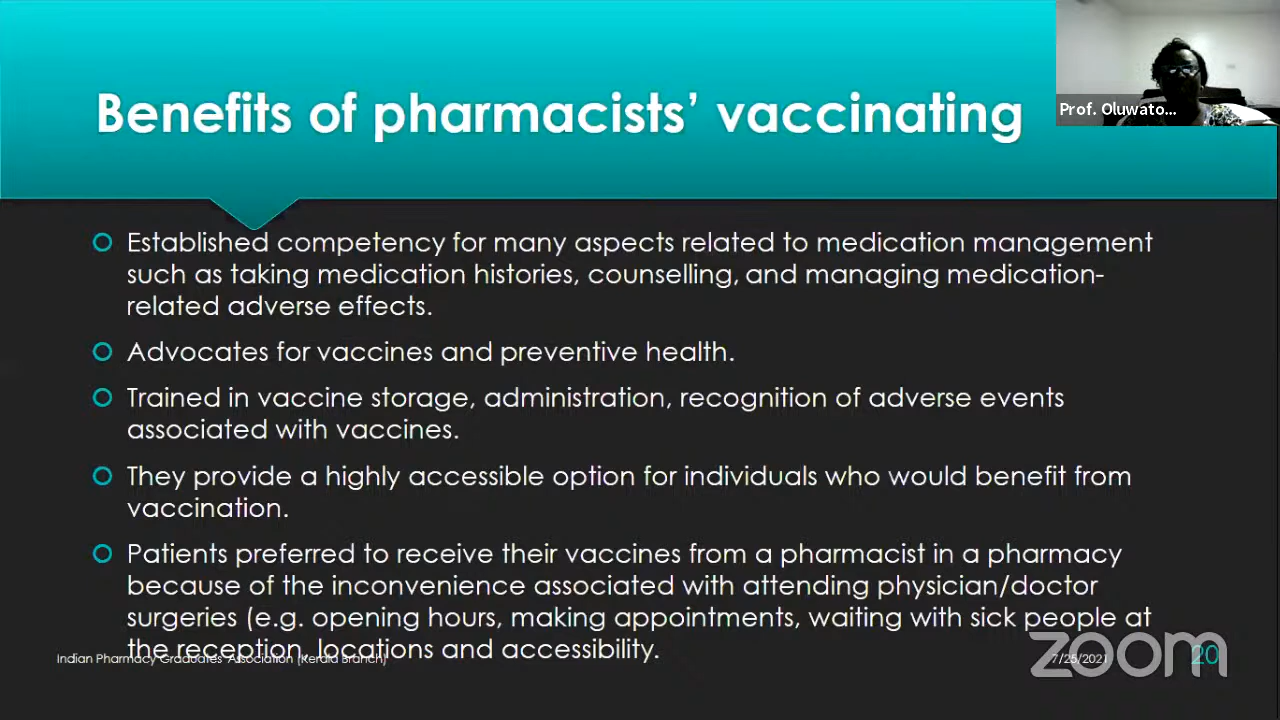 Benefits of pharmacists’ vaccinating
Prof. Oluwato...
Established competency for many aspects related to medication management
such as taking medication histories, counselling, and managing medication-
related adverse effects.
Advocates for vaccines and preventive health.
Trained in vaccine storage, administration, recognition of adverse events
associated with vaccines.
They provide a highly accessible option for individuals who would benefit from
vaccination.
Patients preferred to receive their vaccines from a pharmacist in a pharmacy
because of the inconvenience associated with attending physician/doctor
surgeries (e.g. opening hours, making appointments, waiting with sick people at
the reception, locations and accessibility.
Indian Pharmacy Graduates' Association (Kerala Branch)
7/25/2021
20
zoom